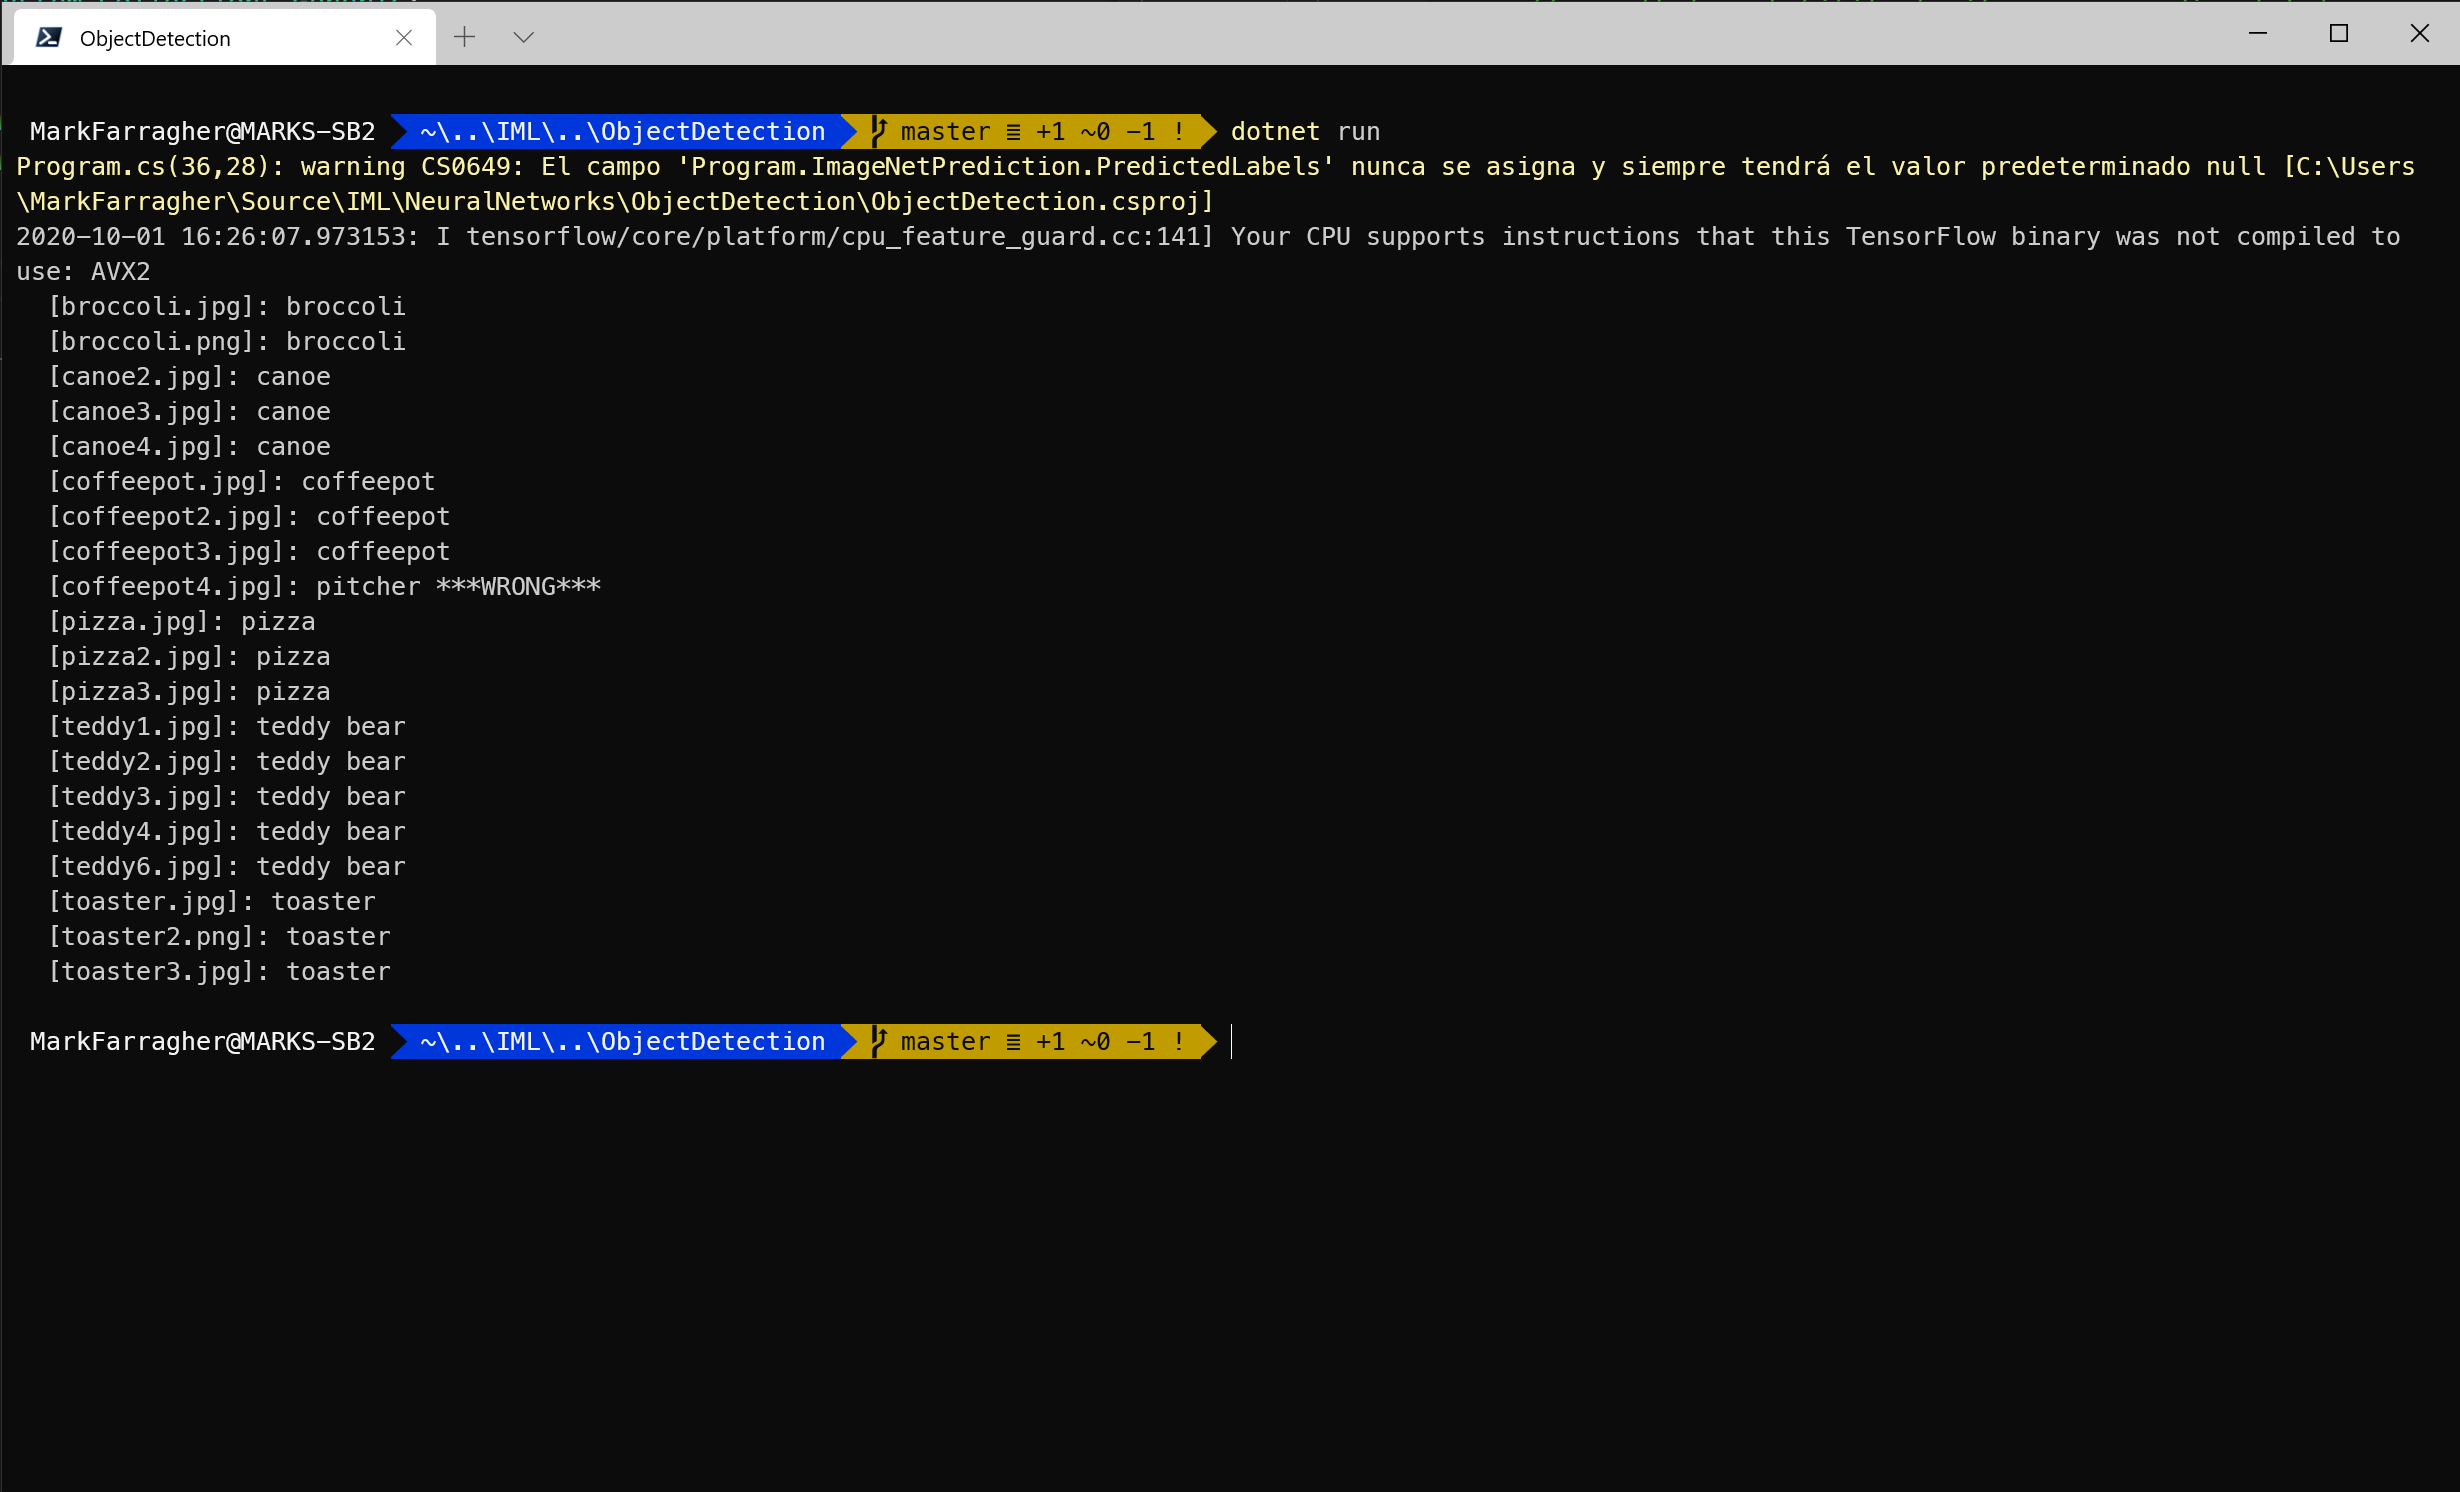 ObjectDetection
MarkFarragher@MARKS-SB2 ~\..\IML\..\ObjectDetection master ≡ +1 ~0 -1 ! dotnet run
Program.cs(36,28): warning CS0649: El campo 'Program.ImageNetPrediction.PredictedLabels' nunca se asigna y siempre tendrá el valor predeterminado null [C:\Users
\MarkFarragher\Source\IML\NeuralNetworks\ObjectDetection\ObjectDetection.csproj]
2020-10-01 16:26:07.973153: I tensorflow/core/platform/cpu_feature_guard.cc:141] Your CPU supports instructions that this TensorFlow binary was not compiled to
use: AVX2
[broccoli.jpg]: broccoli
[broccoli.png]: broccoli
[canoe2.jpg]: canoe
[canoe3.jpg]: canoe
[canoe4.jpg]: canoe
[coffeepot.jpg]: coffeepot
[coffeepot2.jpg]: coffeepot
[coffeepot3.jpg]: coffeepot
[coffeepot4.jpg]: pitcher ***WRONG***
[pizza.jpg]: pizza
[pizza2.jpg]: pizza
[pizza3.jpg]: pizza
[teddy1.jpg]: teddy bear
[teddy2.jpg]: teddy bear
[teddy3.jpg]: teddy bear
[teddy4.jpg]: teddy bear
[teddy6.jpg]: teddy bear
[toaster.jpg]: toaster
[toaster2.png]: toaster
[toaster3.jpg]: toaster
MarkFarragher@MARKS-SB2 ~\..\IML\..\ObjectDetection master ≡ +1 ~0 -1 !